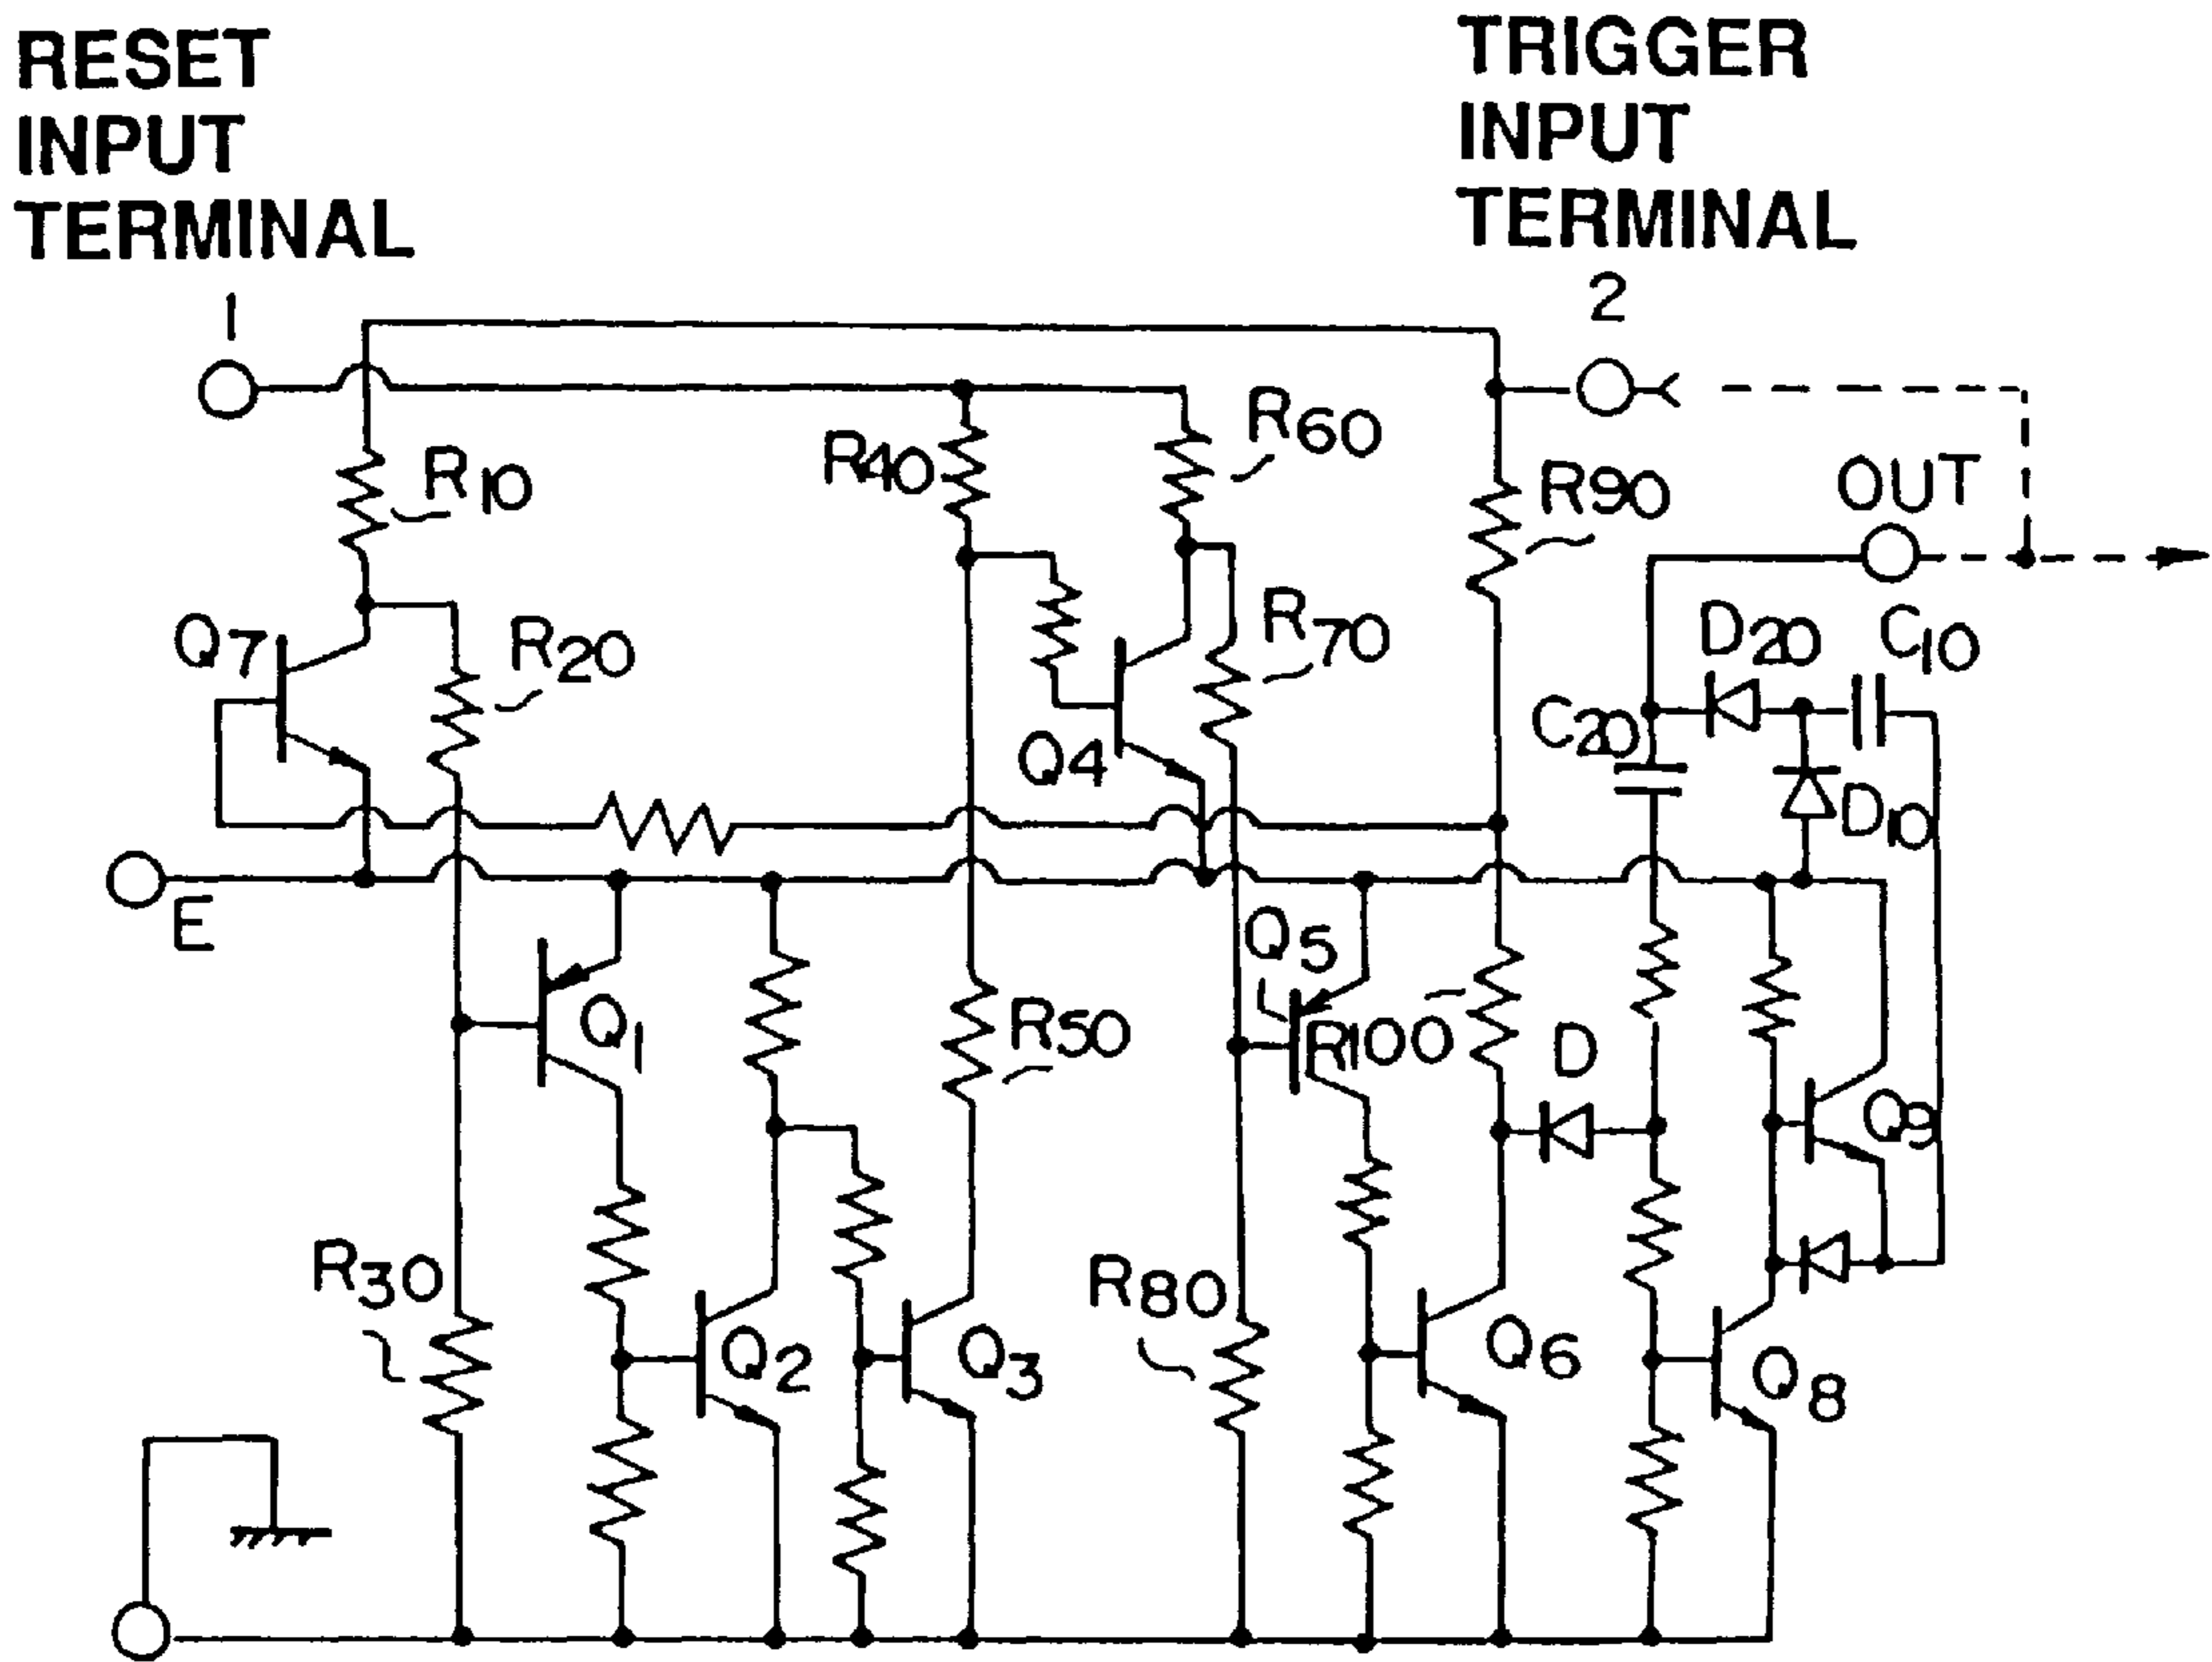 RESET
INPUT
TERMINAL
1
TRIGGER
INPUT
TERMINAL
2
R10
R40
R60
R90
OUT
Q7
R20
Q4
R70
C20
D20
C10
D10
E
Q1
R50
Q5
R100
D
Q9
R30
Q2
Q3
R80
Q6
Q8